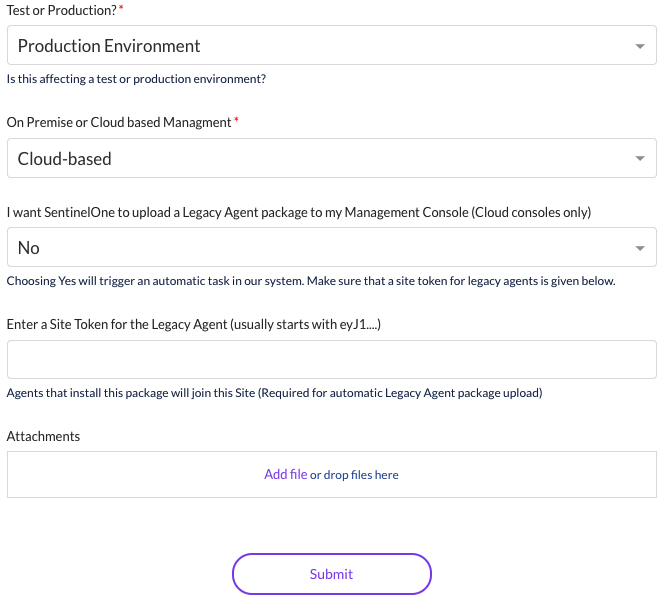 Test or Production? *
Production Environment
Is this affecting a test or production environment?
On Premise or Cloud based Managment *
Cloud-based
I want SentinelOne to upload a Legacy Agent package to my Management Console (Cloud consoles only)
No
Choosing Yes will trigger an automatic task in our system. Make sure that a site token for legacy agents is given below.
Enter a Site Token for the Legacy Agent (usually starts with eyJ1....)
Agents that install this package will join this Site (Required for automatic Legacy Agent package upload)
Attachments
Add file or drop files here
Submit